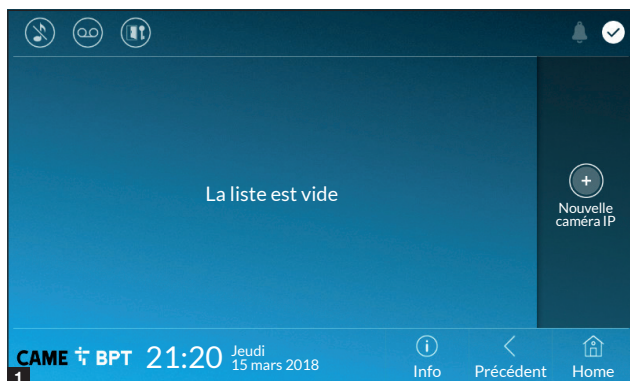 La liste est vide
Nouvelle
caméra IP
CAME BPT
21:20
Jeudi
15 mars 2018
Info
Précédent
Home
1